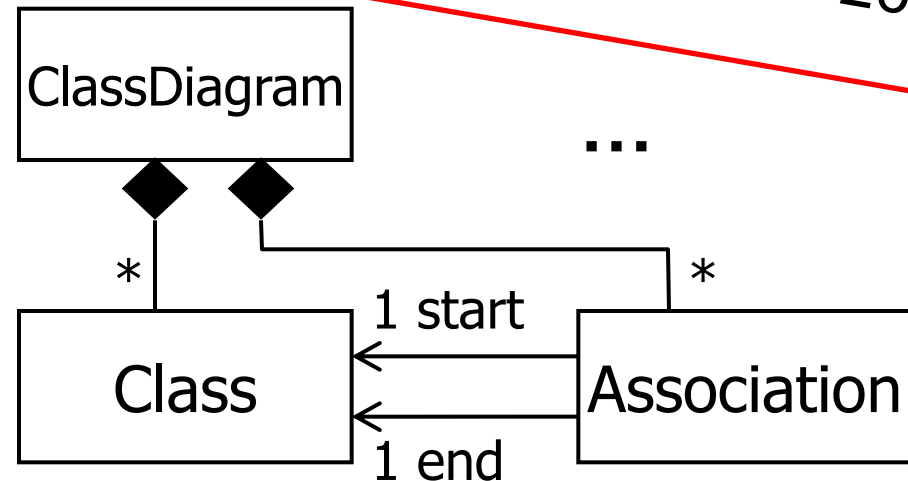 ClassDiagram
...
*
*
1 start
Class
Association
1 end